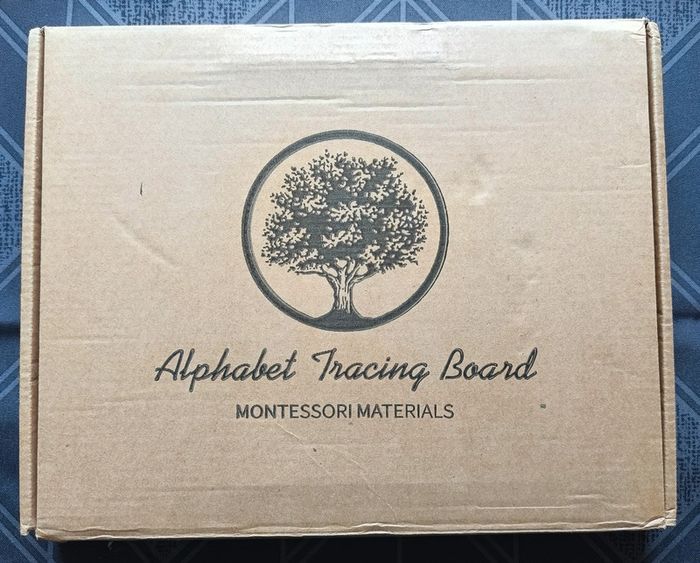 Alphabet Tracing Board
MONTESSORI MATERIALS